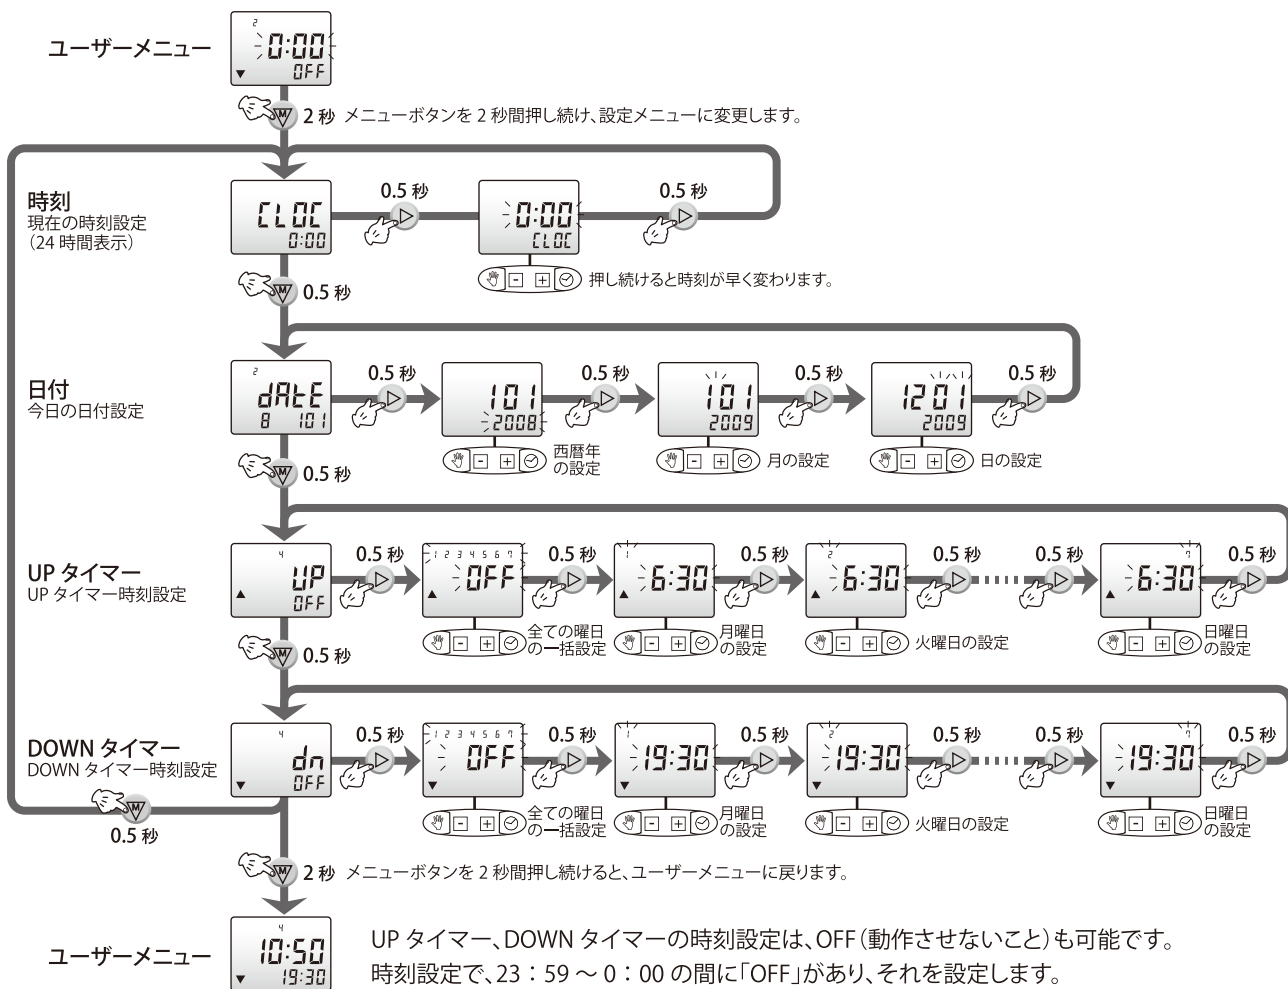 2
0:00
OFF
ユーザーメニュー
M
2 秒 メニューボタンを 2 秒間押し続け、設定メニューに変更します。
時刻
現在の時刻設定
（24 時間表示）
CLOC
0:00
0.5 秒
0:00
CLOC
0.5 秒
- +
押し続けると時刻が早く変わります。
M
0.5 秒
日付
今日の日付設定
2
dAtE
8 101
0.5 秒
101
2008
- +
西暦年
の設定
0.5 秒
101
2009
- +
月の設定
0.5 秒
1201
2009
- +
日の設定
0.5 秒
M
0.5 秒
UP タイマー
UP タイマー時刻設定
4
UP
OFF
0.5 秒
1 2 3 4 5 6 7
OFF
- +
全ての曜日
の一括設定
0.5 秒
1
6:30
- +
月曜日
の設定
0.5 秒
2
6:30
- +
火曜日の設定
0.5 秒
0.5 秒
7
6:30
- +
日曜日
の設定
0.5 秒
M
0.5 秒
DOWN タイマー
DOWN タイマー時刻設定
4
dn
OFF
0.5 秒
1 2 3 4 5 6 7
OFF
- +
全ての曜日
の一括設定
0.5 秒
1
19:30
- +
月曜日
の設定
0.5 秒
2
19:30
- +
火曜日の設定
0.5 秒
0.5 秒
7
19:30
- +
日曜日
の設定
0.5 秒
M
0.5 秒
M
2 秒 メニューボタンを 2 秒間押し続けると、ユーザーメニューに戻ります。
ユーザーメニュー
4
10:50
19:30
UP タイマー、DOWN タイマーの時刻設定は、OFF（動作させないこと）も可能です。
時刻設定で、23：59 ～ 0：00 の間に「OFF」があり、それを設定します。